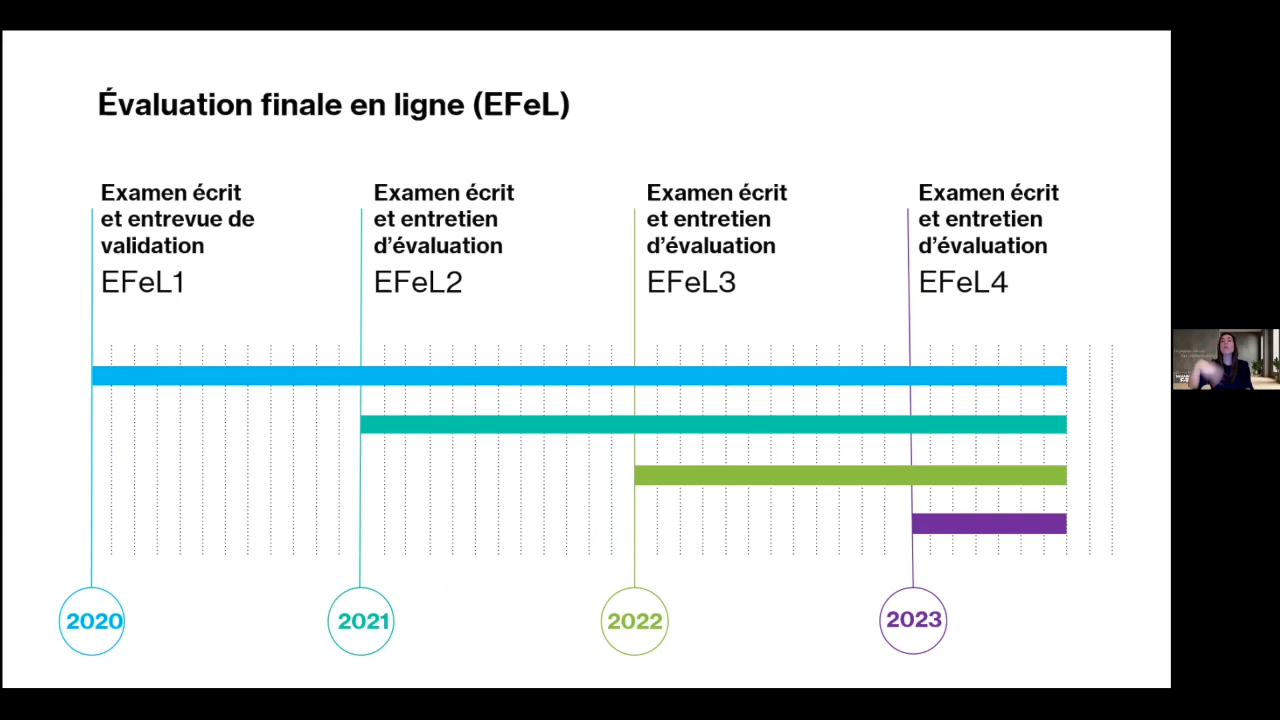 Évaluation finale en ligne (EFeL)
Examen écrit
et entrevue de
validation
EFeL1
Examen écrit
et entretien
d’évaluation
EFeL2
Examen écrit
et entretien
d’évaluation
EFeL3
Examen écrit
et entretien
d’évaluation
EFeL4
2020
2021
2022
2023